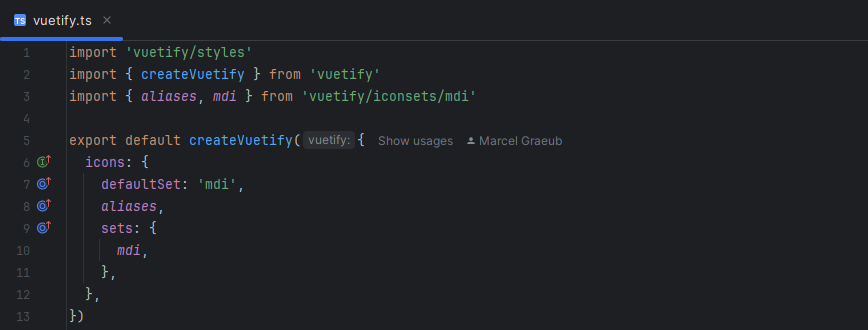 TS vuetify.ts ×
1 import 'vuetify/styles'
2 import { createVuetify } from 'vuetify'
3 import { aliases, mdi } from 'vuetify/iconsets/mdi'
4
5 export default createVuetify( vuetify: { Show usages Marcel Graeub
6 icons: {
7 defaultSet: 'mdi',
8 aliases,
9 sets: {
10 mdi,
11 },
12 },
13 })